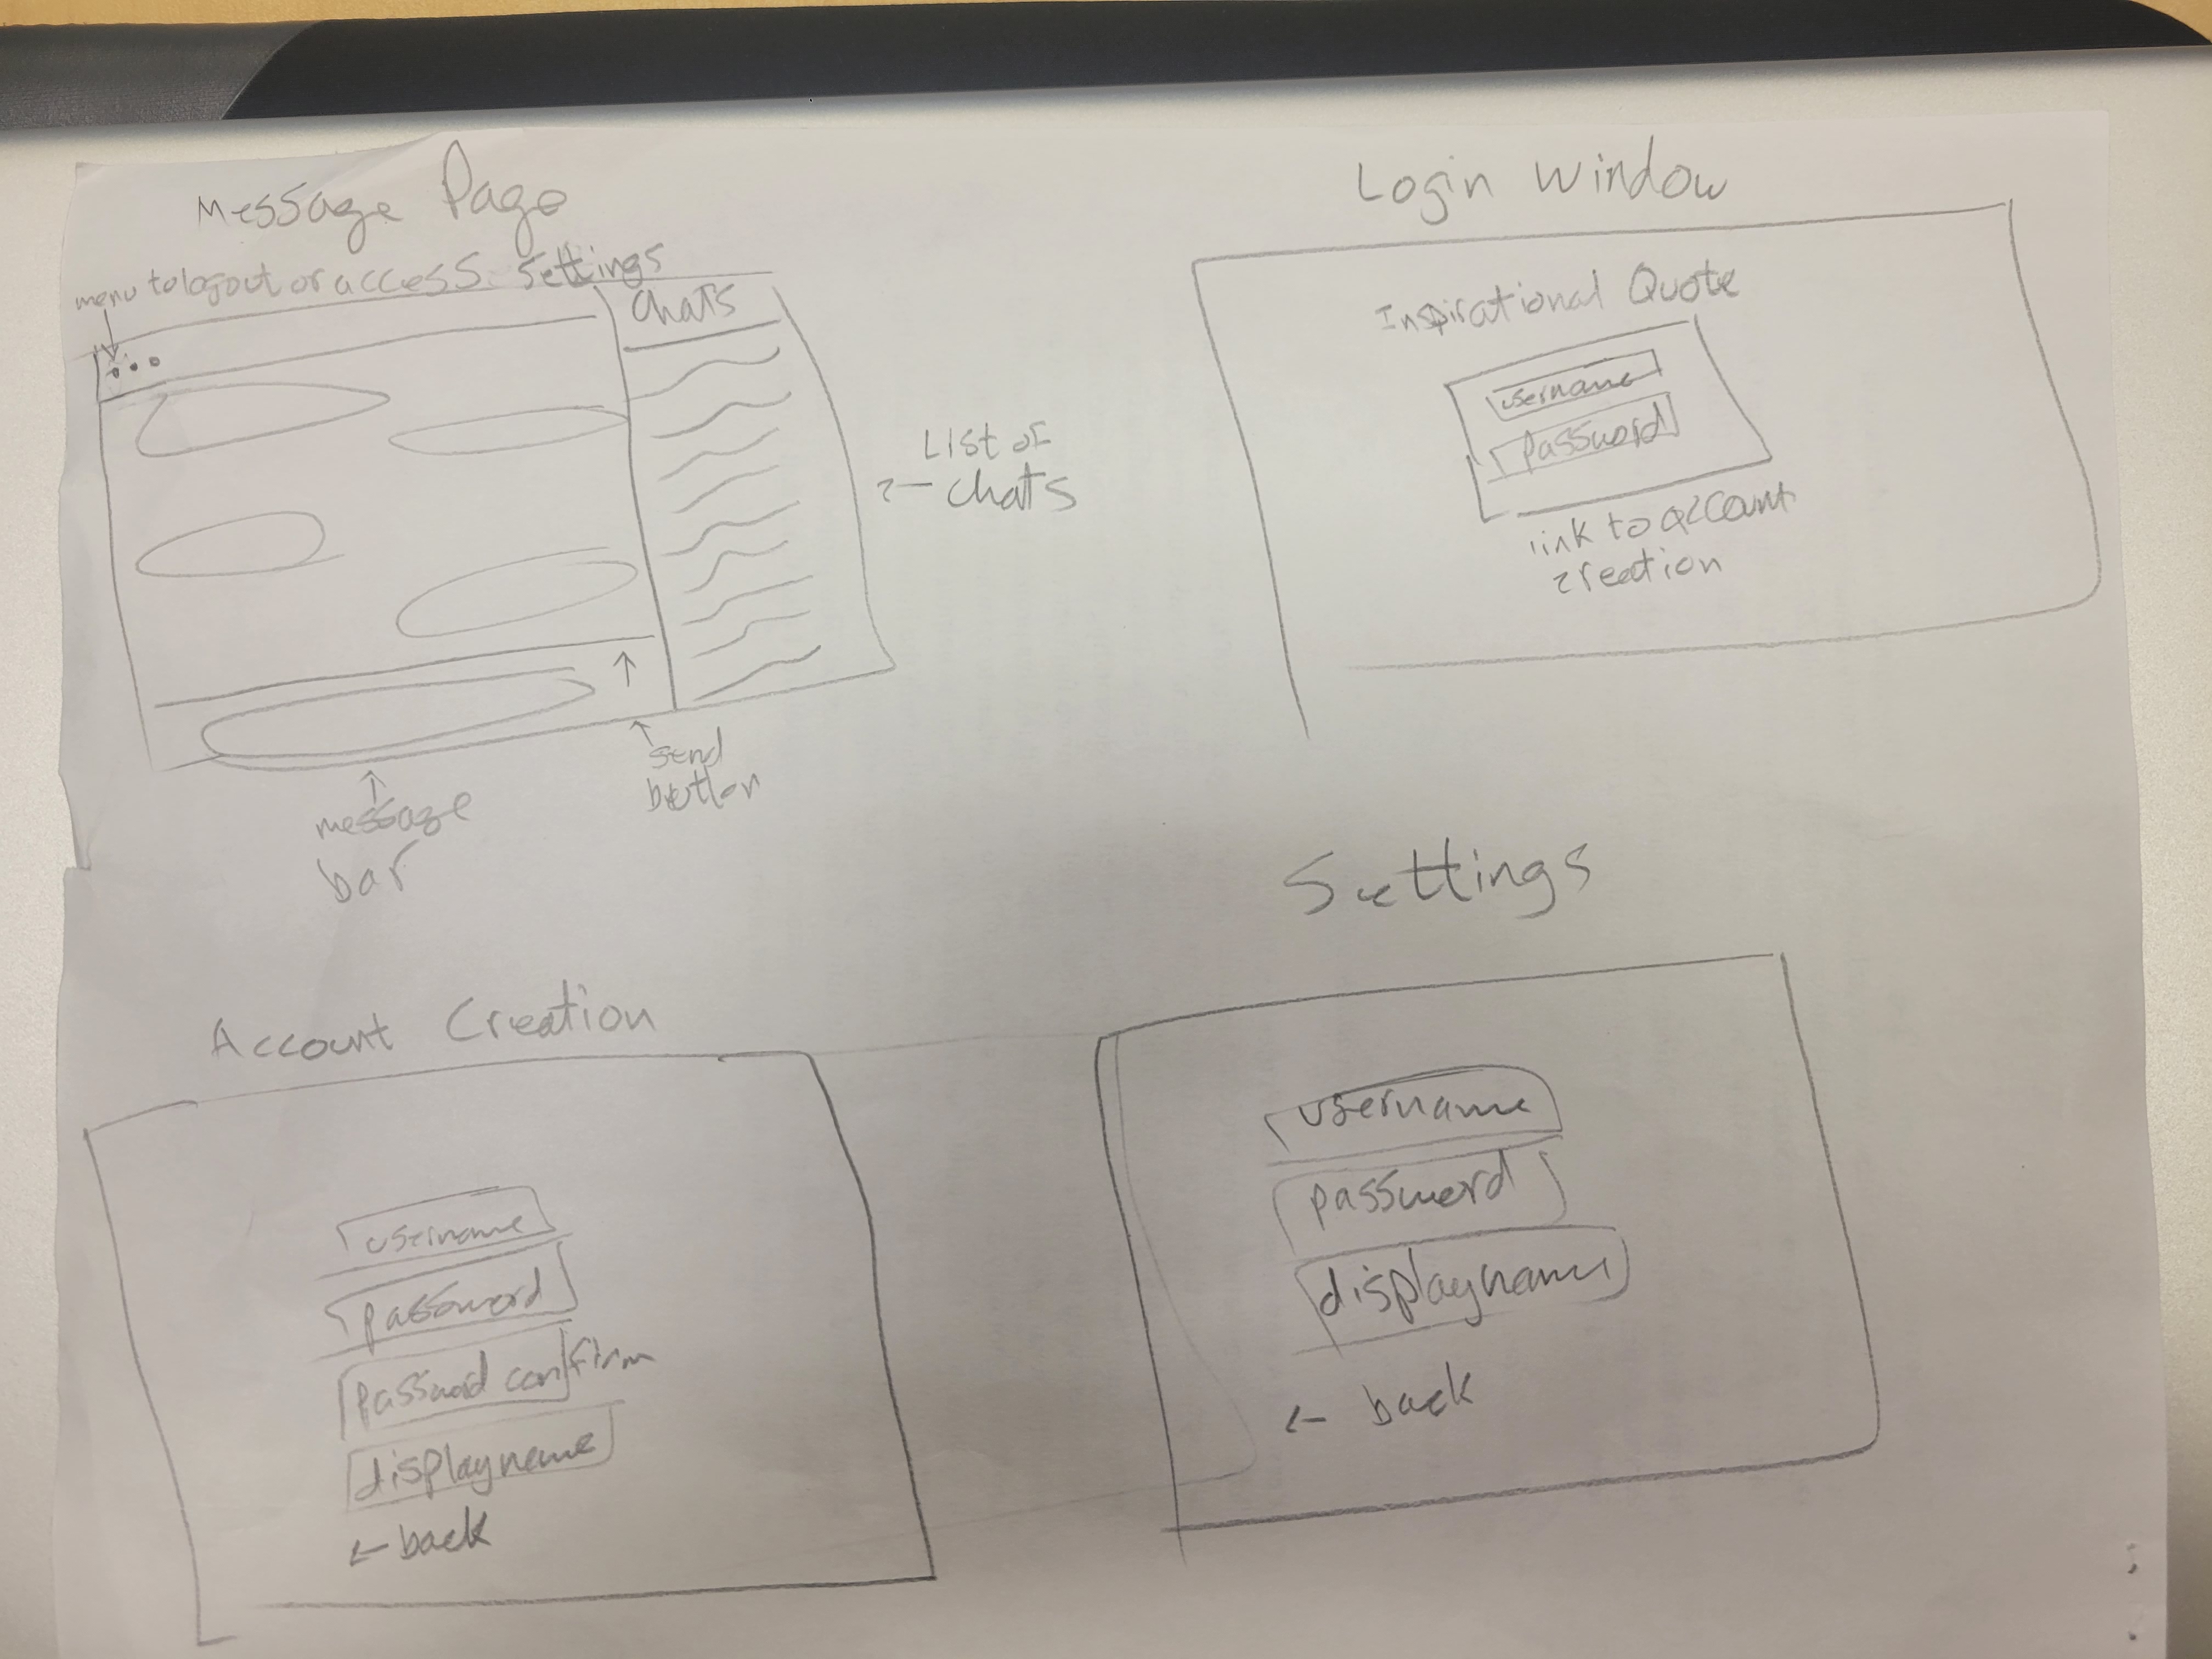 Message Page
menu to logout or access settings
Chats
List of
← chats
send
button
message
bar
Login Window
Inspirational Quote
username
password
link to account
creation
Settings
username
password
displayname
← back
Account Creation
username
password
password confirm
displayname
← back